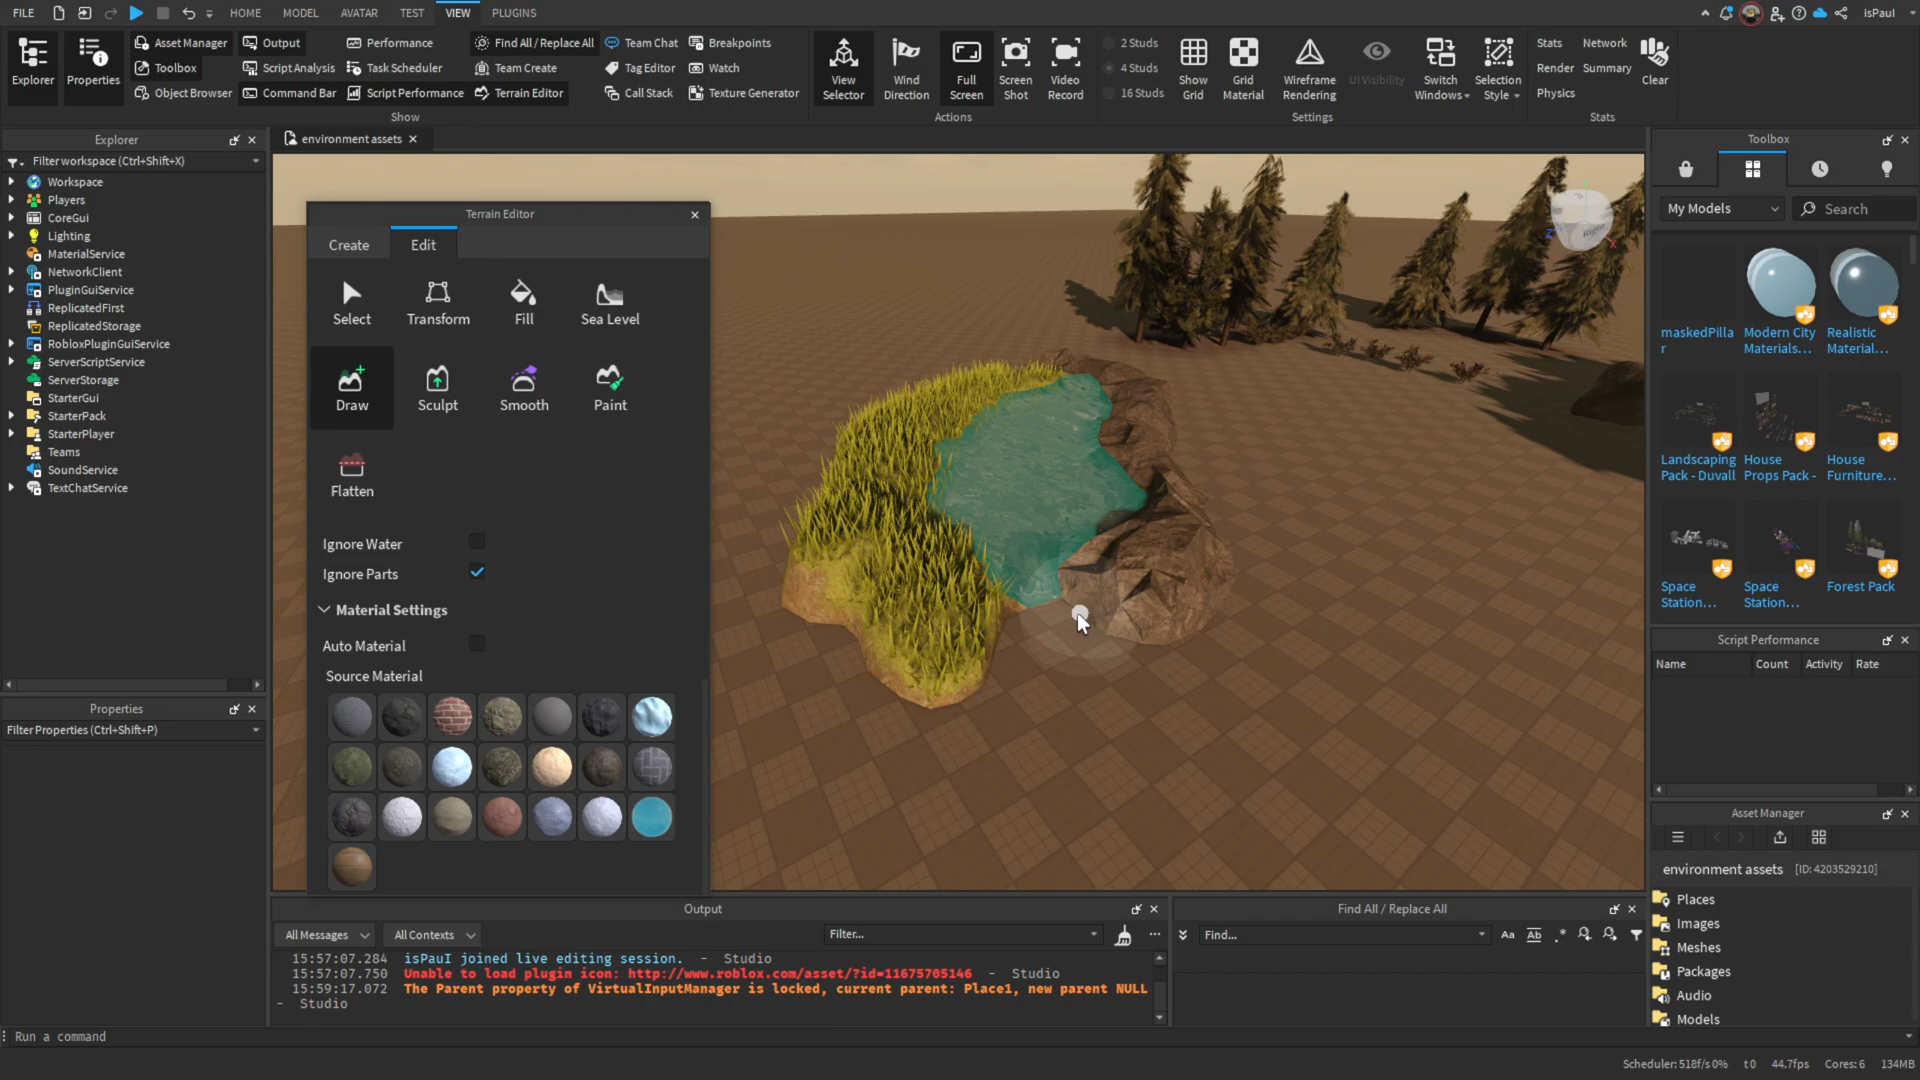 FILE HOME MODEL AVATAR TEST VIEW PLUGINS isPaul
Explorer Properties
Asset Manager Output Performance Find All / Replace All Team Chat Breakpoints
Toolbox Script Analysis Task Scheduler Team Create Tag Editor Watch
Object Browser Command Bar Script Performance Terrain Editor Call Stack Texture Generator
Show
View Selector
Wind Direction
Full Screen
Screen Shot
Video Record
Actions
2 Studs
4 Studs
16 Studs
Show Grid
Grid Material
Wireframe Rendering
UI Visibility
Switch Windows
Selection Style
Settings
Stats Network
Render Summary
Physics
Clear
Stats
Explorer
Filter workspace (Ctrl+Shift+X)
Workspace
Players
CoreGui
Lighting
MaterialService
NetworkClient
PluginGuiService
ReplicatedFirst
ReplicatedStorage
RobloxPluginGuiService
ServerScriptService
ServerStorage
StarterGui
StarterPack
StarterPlayer
Teams
SoundService
TextChatService
Properties
Filter Properties (Ctrl+Shift+P)
environment assets
Terrain Editor
Create Edit
Select Transform Fill Sea Level
Draw Sculpt Smooth Paint
Flatten
Ignore Water
Ignore Parts
Material Settings
Auto Material
Source Material
Right
Z
X
Toolbox
My Models Search
maskedPilla
r
Modern City
Materials...
Realistic
Material...
Landscaping
Pack - Duvall
House
Props Pack -
House
Furniture...
Space
Station...
Space
Station...
Forest Pack
Script Performance
Name Count Activity Rate
Asset Manager
environment assets [ID: 4203529210]
Places
Images
Meshes
Packages
Audio
Models
Output
All Messages All Contexts Filter...
15:57:07.284 isPauI joined live editing session. - Studio
15:57:07.750 Unable to load plugin icon: http://www.roblox.com/asset/?id=11675705146 - Studio
15:59:17.072 The Parent property of VirtualInputManager is locked, current parent: Place1, new parent NULL
- Studio
Find All / Replace All
Find... Aa Ab .*
Run a command
Scheduler: 518f/s 0% t0 44.7fps Cores: 6 134MB